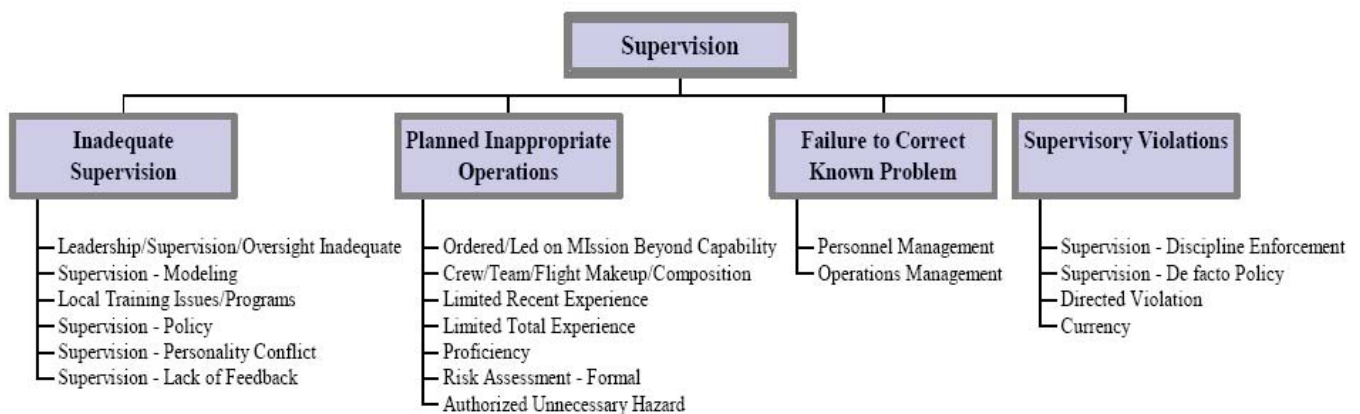 Supervision
Inadequate
Supervision
Leadership/Supervision/Oversight Inadequate
Supervision - Modeling
Local Training Issues/Programs
Supervision - Policy
Supervision - Personality Conflict
Supervision - Lack of Feedback
Planned Inappropriate
Operations
Ordered/Led on MIssion Beyond Capability
Crew/Team/Flight Makeup/Composition
Limited Recent Experience
Limited Total Experience
Proficiency
Risk Assessment - Formal
Authorized Unnecessary Hazard
Failure to Correct
Known Problem
Personnel Management
Operations Management
Supervisory Violations
Supervision - Discipline Enforcement
Supervision - De facto Policy
Directed Violation
Currency